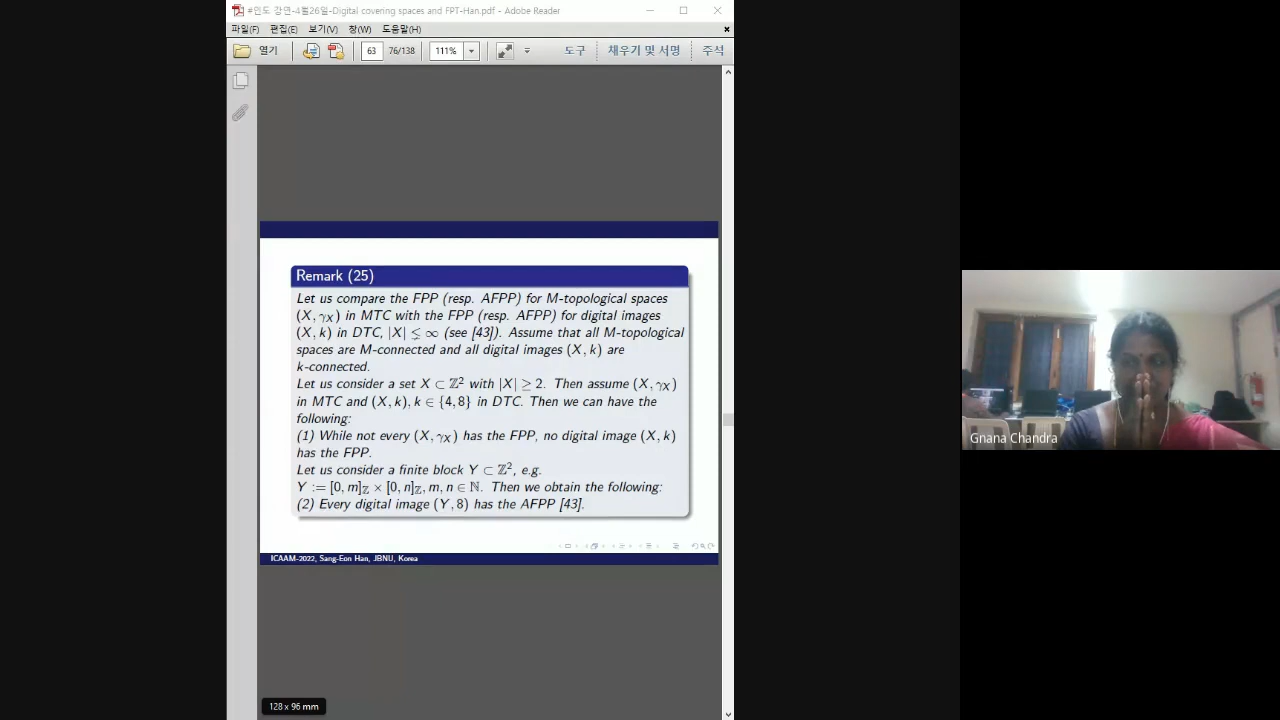 #인도 강연-4월26일-Digital covering spaces and FPT-Han.pdf - Adobe Reader
파일(F) 편집(E) 보기(V) 창(W) 도움말(H)
열기 63 76/138 111% 도구 채우기 및 서명 주석
Remark (25)
Let us compare the FPP (resp. AFPP) for M-topological spaces
(X, γ_X) in MTC with the FPP (resp. AFPP) for digital images
(X, k) in DTC, |X| ≨ ∞ (see [43]). Assume that all M-topological
spaces are M-connected and all digital images (X, k) are
k-connected.
Let us consider a set X ⊂ ℤ² with |X| ≥ 2. Then assume (X, γ_X)
in MTC and (X, k), k ∈ {4, 8} in DTC. Then we can have the
following:
(1) While not every (X, γ_X) has the FPP, no digital image (X, k)
has the FPP.
Let us consider a finite block Y ⊂ ℤ², e.g.
Y := [0, m]_ℤ × [0, n]_ℤ, m, n ∈ ℕ. Then we obtain the following:
(2) Every digital image (Y, 8) has the AFPP [43].
ICAAM-2022, Sang-Eon Han, JBNU, Korea
128 x 96 mm
Gnana Chandra